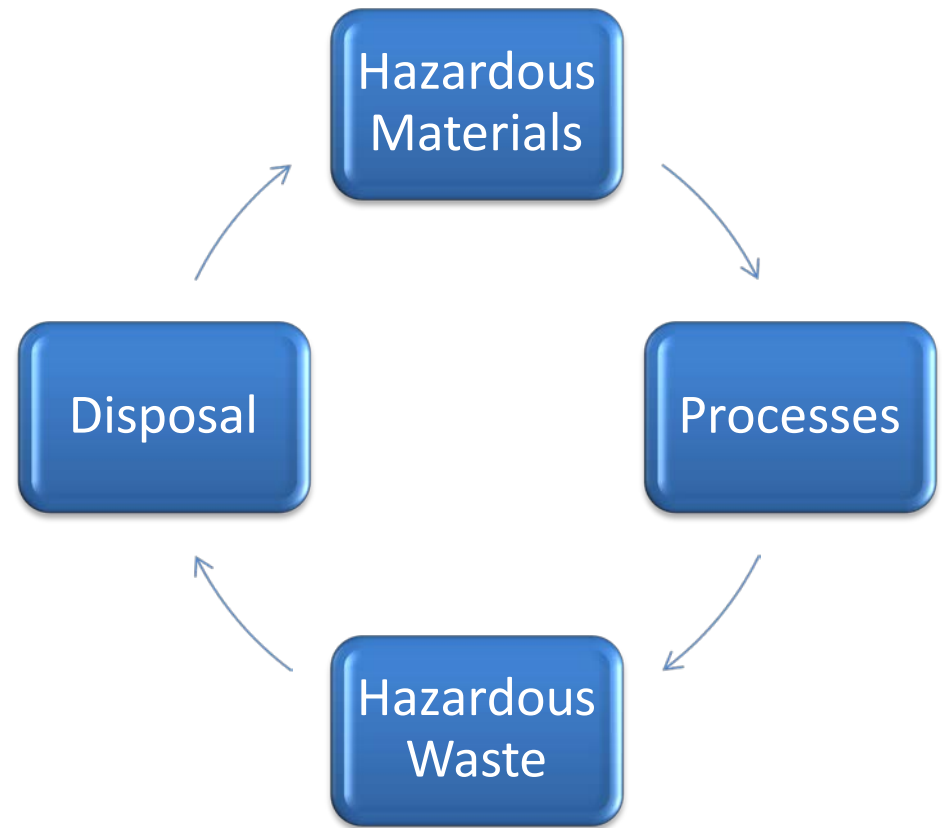 Hazardous
Materials
Disposal
Processes
Hazardous
Waste